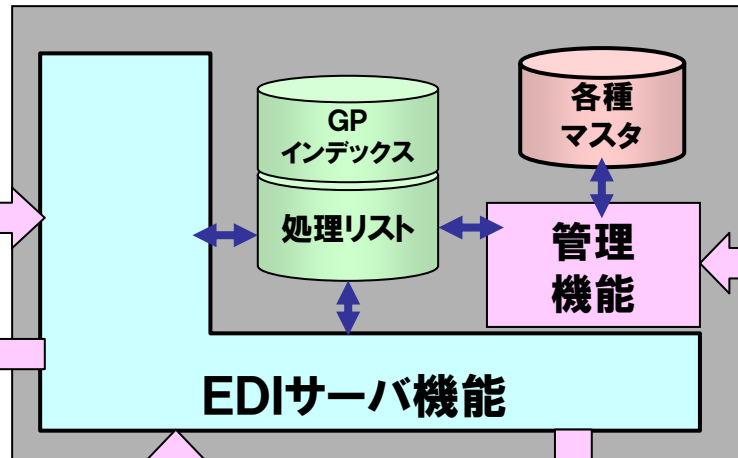 GP
インデックス
各種
マスタ
処理リスト
管理
機能
EDIサーバ機能